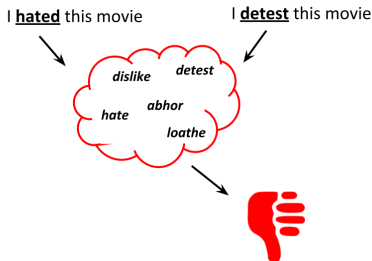 I hated this movie
I detest this movie
dislike
detest
abhor
hate
loathe